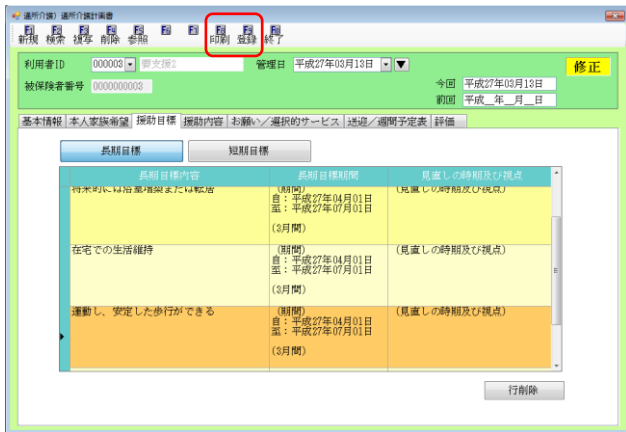 通所介護) 通所介護計画書
F1 F2 F3 F4 F5 F6 F7 F8 F9 F12
新規 検索 複写 削除 参照 印刷 登録 終了
利用者ID 000003 要支援2 管理日 平成27年03月13日 修正
被保険者番号 0000000003 今回 平成27年03月13日
前回 平成__年__月__日
基本情報 本人家族希望 援助目標 援助内容 お願い/選択的サービス 送迎/週間予定表 評価
長期目標 短期目標
長期目標内容 長期目標期間 見直しの時期及び視点
将来的には浴室増築または転居 (期間) (見直しの時期及び視点)
自:平成27年04月01日
至:平成27年07月01日
(3月間)
在宅での生活維持 (期間) (見直しの時期及び視点)
自:平成27年04月01日
至:平成27年07月01日
(3月間)
運動し、安定した歩行ができる (期間) (見直しの時期及び視点)
自:平成27年04月01日
至:平成27年07月01日
(3月間)
行削除